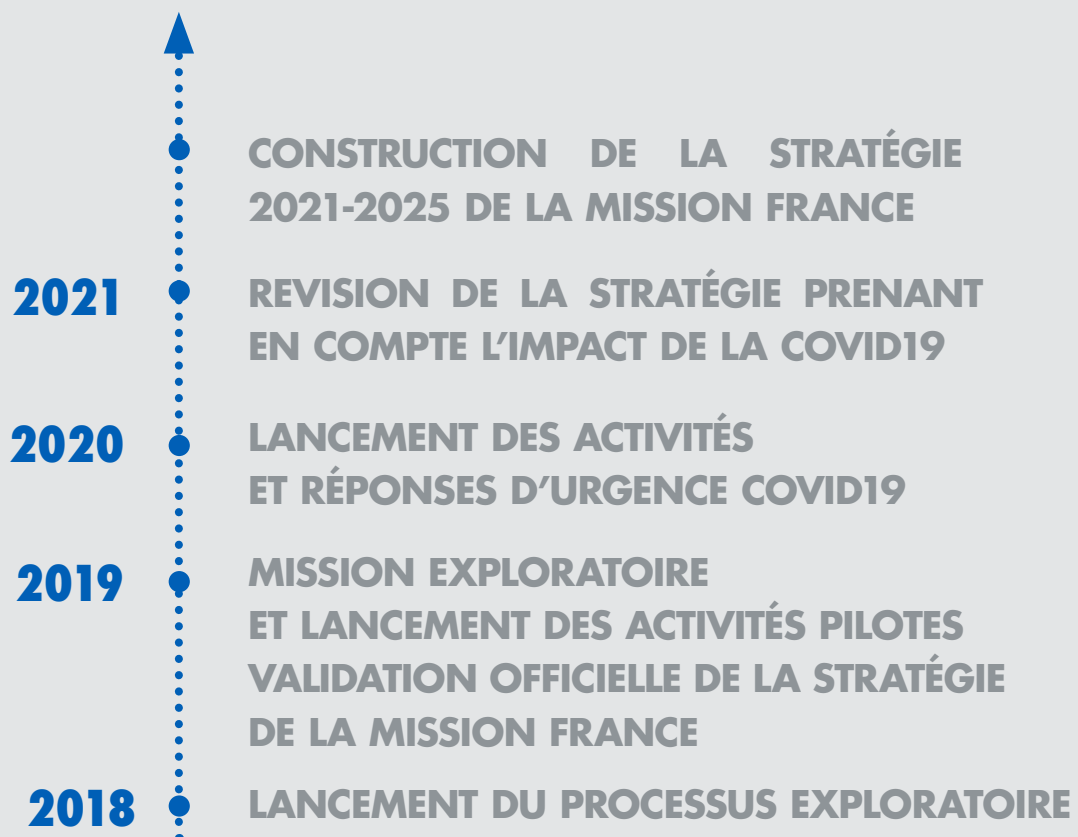 CONSTRUCTION DE LA STRATÉGIE
2021-2025 DE LA MISSION FRANCE
2021
REVISION DE LA STRATÉGIE PRENANT
EN COMPTE L'IMPACT DE LA COVID19
2020
LANCEMENT DES ACTIVITÉS
ET RÉPONSES D'URGENCE COVID19
2019
MISSION EXPLORATOIRE
ET LANCEMENT DES ACTIVITÉS PILOTES
VALIDATION OFFICIELLE DE LA STRATÉGIE
DE LA MISSION FRANCE
2018
LANCEMENT DU PROCESSUS EXPLORATOIRE